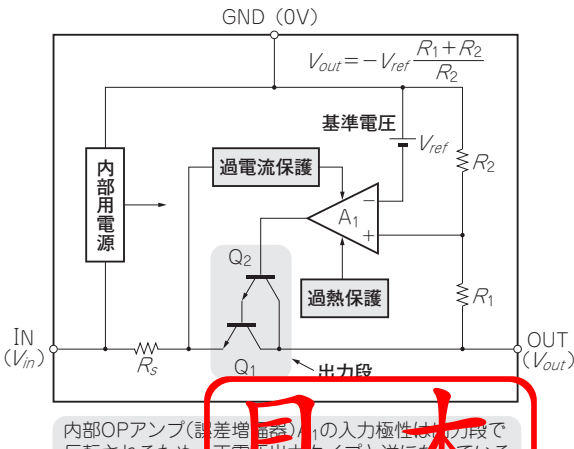 GND (0V)
Vout=−Vref R1+R2
R2
基準電圧
Vref
R2
内部用電源
過電流保護
−
A1
+
Q2
過熱保護
R1
IN
(Vin)
Rs
Q1
出力段
OUT
(Vout)
内部OPアンプ(誤差増幅器)A1の入力極性は出力段で